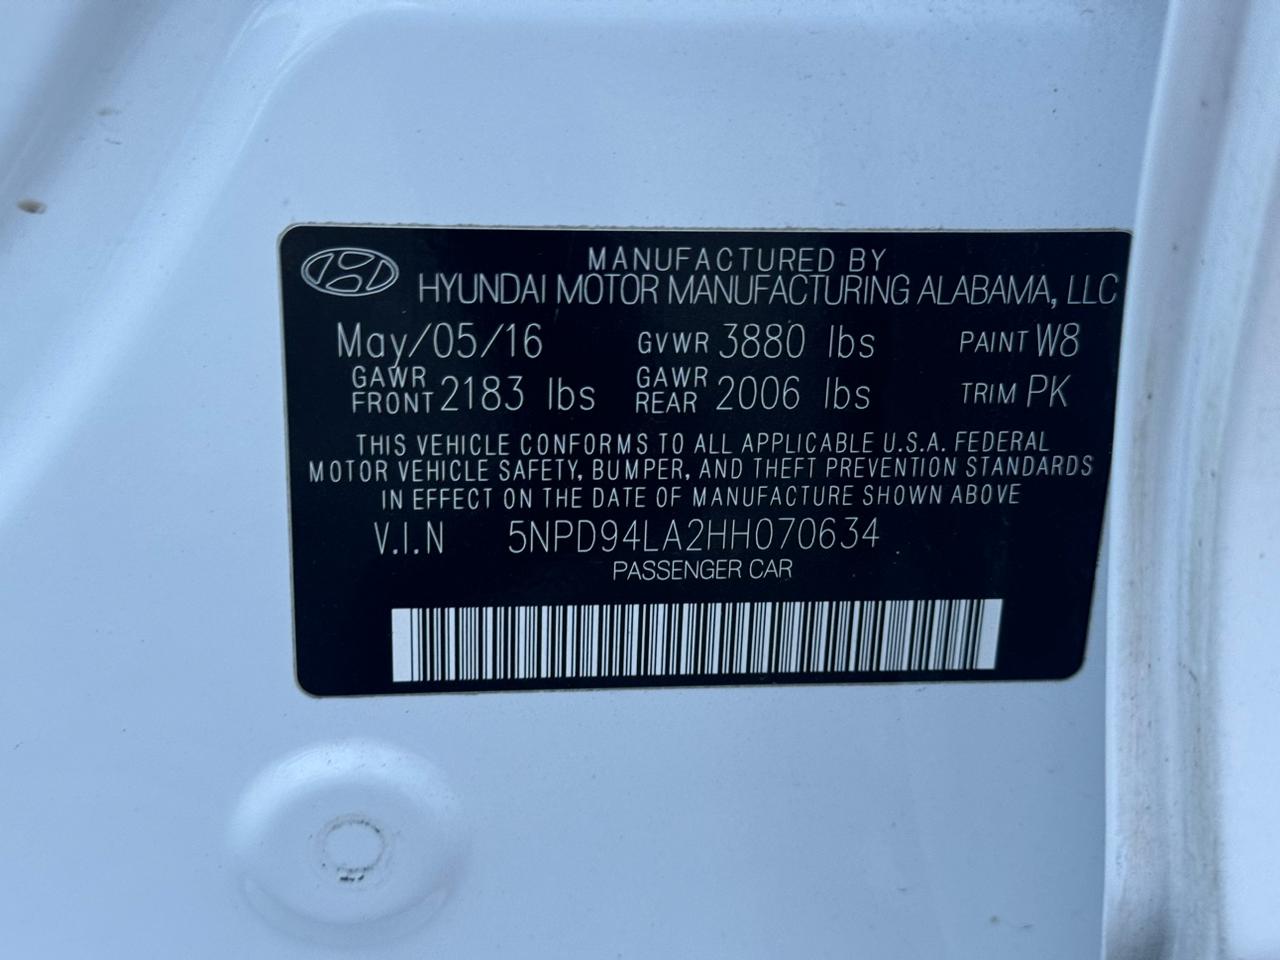 MANUFACTURED BY
HYUNDAI MOTOR MANUFACTURING ALABAMA, LLC
May/05/16 GVWR 3880 lbs PAINT W8
GAWR FRONT 2183 lbs GAWR REAR 2006 lbs TRIM PK
THIS VEHICLE CONFORMS TO ALL APPLICABLE U.S.A. FEDERAL
MOTOR VEHICLE SAFETY, BUMPER, AND THEFT PREVENTION STANDARDS
IN EFFECT ON THE DATE OF MANUFACTURE SHOWN ABOVE
V.I.N 5NPD94LA2HH070634
PASSENGER CAR